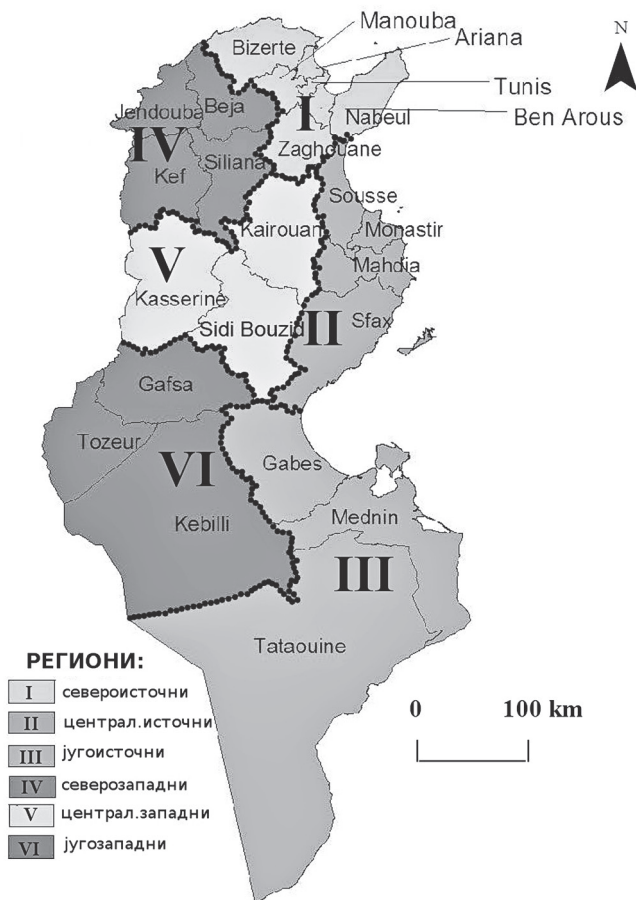 Manouba
N
Ariana
Bizerte
Tunis
Jendouba
Beja
I
Nabeul
Ben Arous
IV
Siliana
Zaghouane
Kef
Sousse
Kairouan
Monastir
V
Mahdia
Kasserine
Sidi Bouzid
II
Sfax
Gafsa
Tozeur
VI
Gabes
Kebilli
Mednin
III
Tataouine
РЕГИОНИ:
I североисточни
II централ.источни
III југоисточни
IV северозападни
V централ.западни
VI југозападни
0 100 km